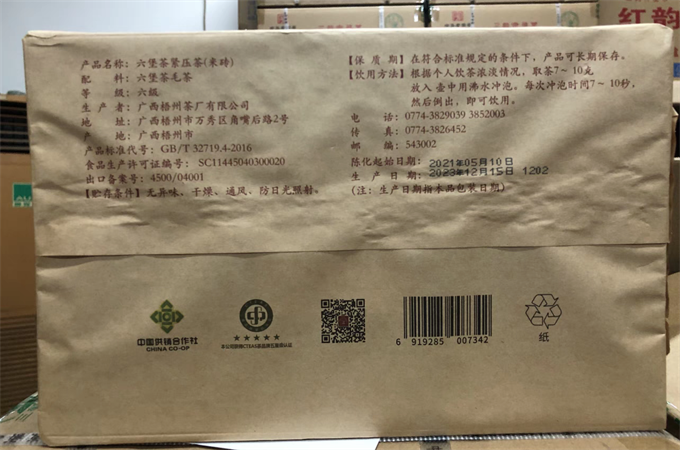 产品名称：六堡茶紧压茶(来聆)
配　　料：六堡茶毛茶
等　　级：六级
生 产 者：广西梧州茶厂有限公司
地　　址：广西梧州市万秀区角嘴后路2号
产　　地：广西梧州市
产品标准代号：GB/T 32719.4-2016
食品生产许可证编号：SC11445040300020
出口备案号：4500/04001
【贮存条件】无异味、干燥、通风、防日光照射。
【保 质 期】在符合标准规定的条件下，产品可长期保存。
【饮用方法】根据个人饮茶浓淡情况，取茶7～10克
放入壶中用沸水冲泡。每次冲泡时间7～10秒，
然后倒出，即可饮用。
电　　话：0774-3829039 3852003
传　　真：0774-3826452
邮　　编：543002
陈化起始日期：2021年05月10日
生 产 日 期：2023年12月15日 1202
(注：生产日期指本品包装日期)
中国供销合作社
CHINA CO-OP
6 919285 007342
纸
红韵